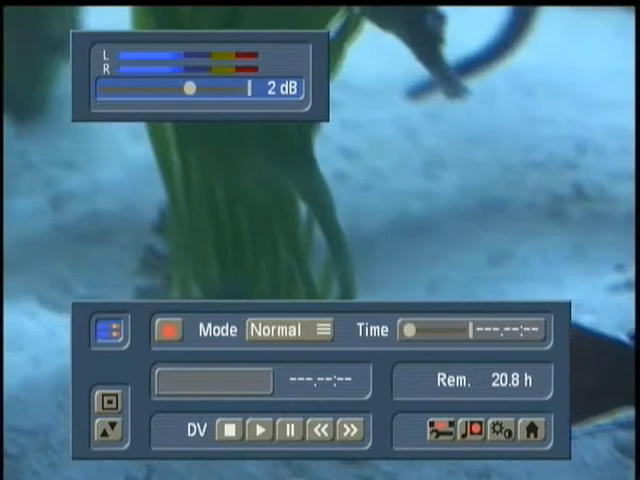 L
R
2 dB
Mode Normal Time ---.--:--
---.--:-- Rem. 20.8 h
DV